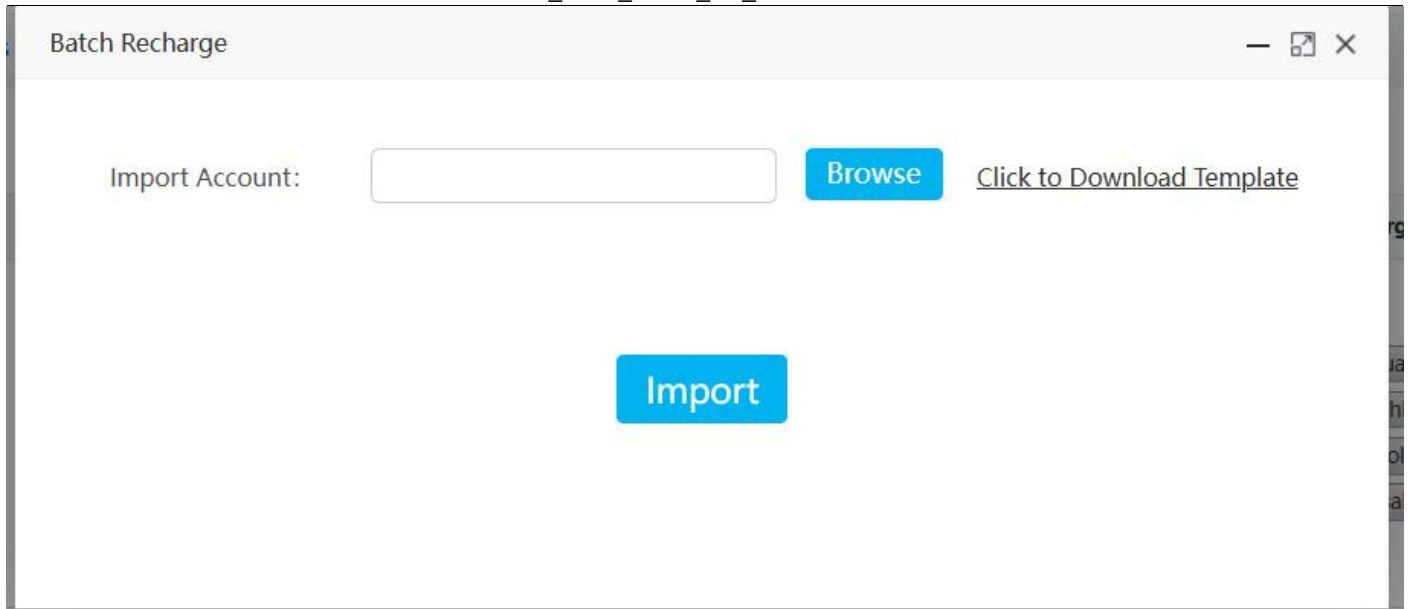 Batch Recharge
Import Account:
Browse
Click to Download Template
Import